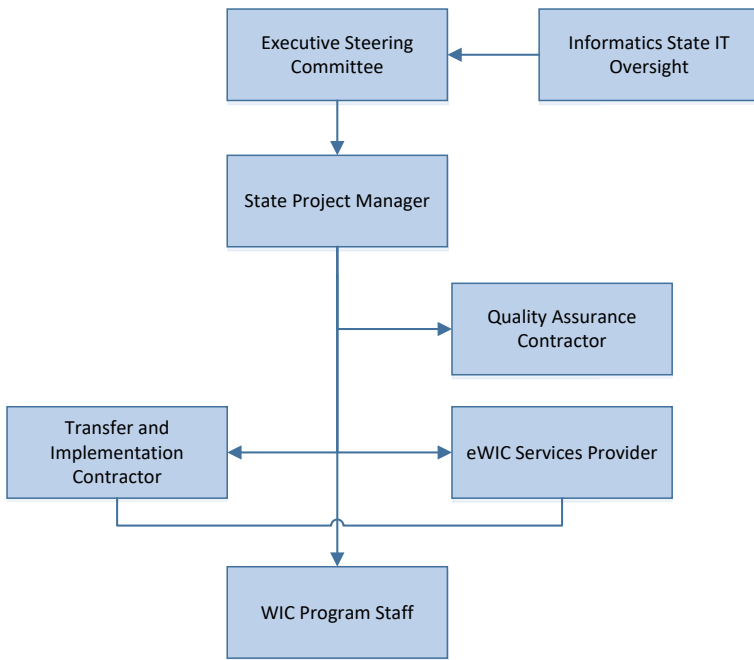 Executive Steering
Committee
Informatics State IT
Oversight
State Project Manager
Quality Assurance
Contractor
Transfer and
Implementation
Contractor
eWIC Services Provider
WIC Program Staff